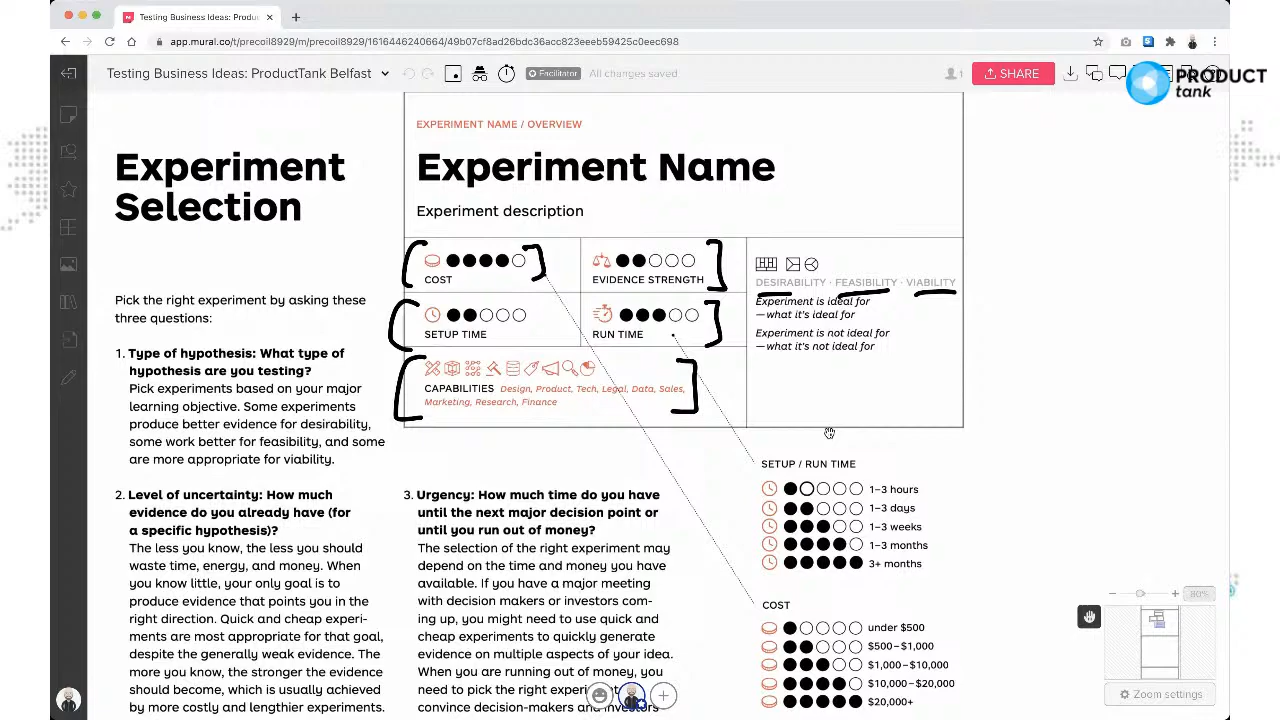 Testing Business Ideas: Produc
app.mural.co/t/precoil8929/m/precoil8929/1616446240664/49b07cf8ad26bdc36acc823eeeb59425c0eec698
Testing Business Ideas: ProductTank Belfast
Facilitator
All changes saved
1
SHARE
PRODUCT
tank
EXPERIMENT NAME / OVERVIEW
Experiment
Selection
Experiment Name
Experiment description
COST
EVIDENCE STRENGTH
DESIRABILITY · FEASIBILITY · VIABILITY
Experiment is ideal for
—what it's ideal for
Experiment is not ideal for
—what it's not ideal for
SETUP TIME
RUN TIME
CAPABILITIES Design, Product, Tech, Legal, Data, Sales,
Marketing, Research, Finance
Pick the right experiment by asking these
three questions:
1. Type of hypothesis: What type of
hypothesis are you testing?
Pick experiments based on your major
learning objective. Some experiments
produce better evidence for desirability,
some work better for feasibility, and some
are more appropriate for viability.
2. Level of uncertainty: How much
evidence do you already have (for
a specific hypothesis)?
The less you know, the less you should
waste time, energy, and money. When
you know little, your only goal is to
produce evidence that points you in the
right direction. Quick and cheap experi-
ments are most appropriate for that goal,
despite the generally weak evidence. The
more you know, the stronger the evidence
should become, which is usually achieved
by more costly and lengthier experiments.
3. Urgency: How much time do you have
until the next major decision point or
until you run out of money?
The selection of the right experiment may
depend on the time and money you have
available. If you have a major meeting
with decision makers or investors com-
ing up, you might need to use quick and
cheap experiments to quickly generate
evidence on multiple aspects of your idea.
When you are running out of money, you
need to pick the right experi
convince decision-makers and investors
SETUP / RUN TIME
1–3 hours
1–3 days
1–3 weeks
1–3 months
3+ months
COST
under $500
$500–$1,000
$1,000–$10,000
$10,000–$20,000
$20,000+
80%
Zoom settings